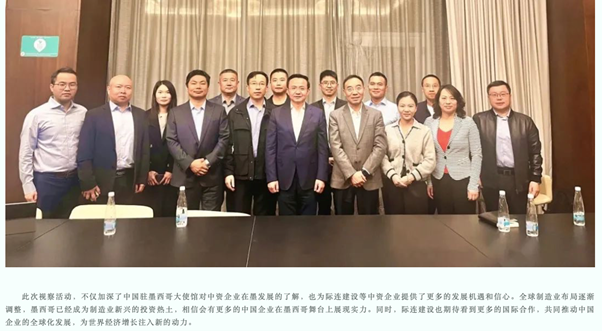 此次视察活动，不仅加深了中国驻墨西哥大使馆对中资企业在墨发展的了解，也为际连建设等中资企业提供了更多的发展机遇和信心。全球制造业布局逐渐
调整，墨西哥已经成为制造业新兴的投资热土，相信会有更多的中国企业在墨西哥舞台上展现实力。同时，际连建设也期待看到更多的国际合作，共同推动中国
企业的全球化发展，为世界经济增长注入新的动力。